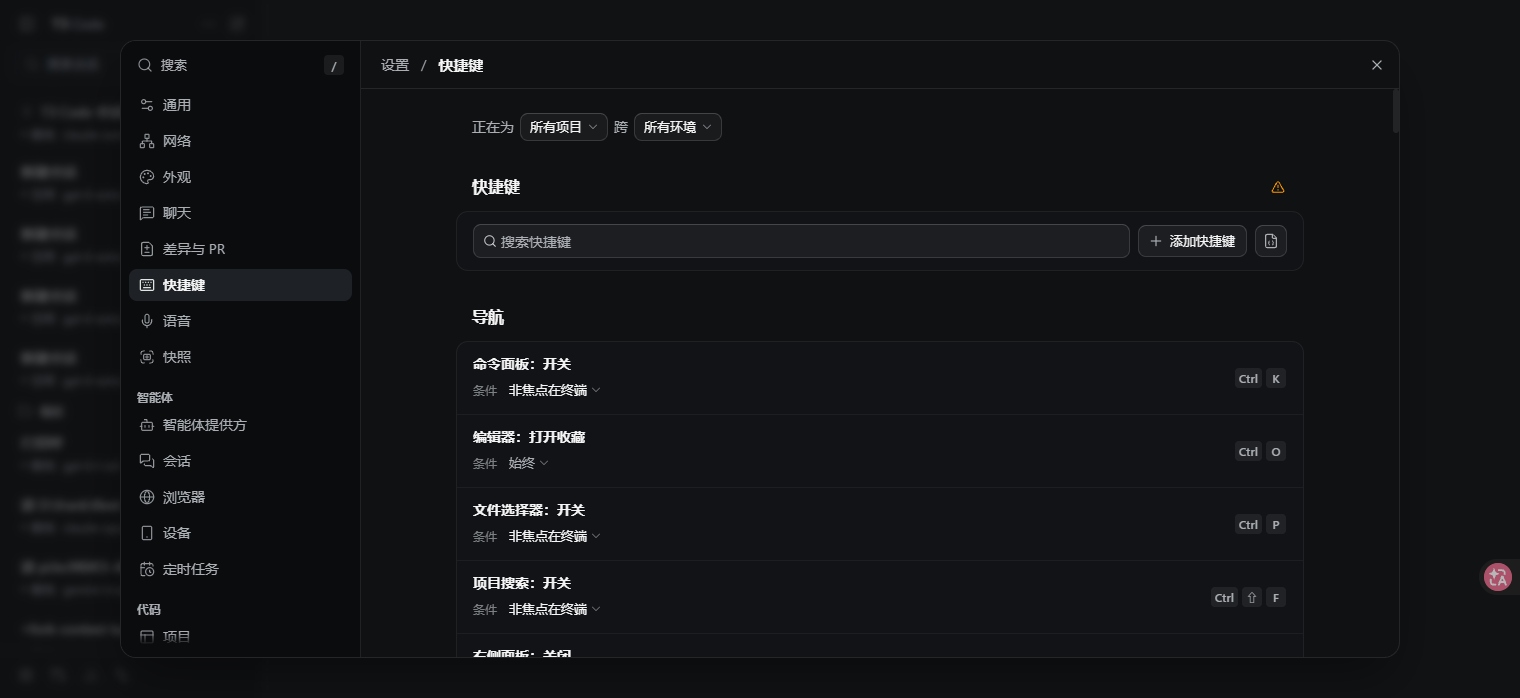 搜索
/
通用
网络
外观
聊天
差异与 PR
快捷键
语音
快照
智能体
智能体提供方
会话
浏览器
设备
定时任务
代码
项目
设置 / 快捷键
正在为 所有项目 跨 所有环境
快捷键
搜索快捷键
添加快捷键
导航
命令面板：开关
条件 非焦点在终端
Ctrl K
编辑器：打开收藏
条件 始终
Ctrl O
文件选择器：开关
条件 非焦点在终端
Ctrl P
项目搜索：开关
条件 非焦点在终端
Ctrl ⇧ F
右侧面板：关闭